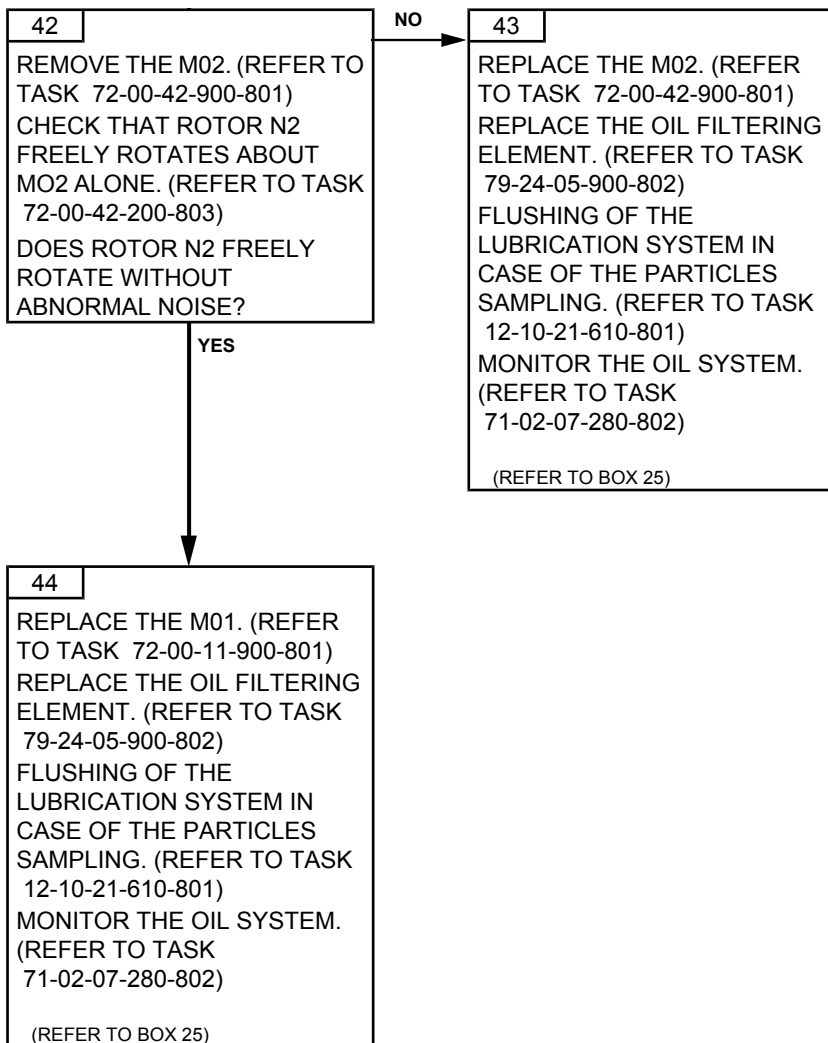 42
REMOVE THE M02. (REFER TO
TASK 72-00-42-900-801)
CHECK THAT ROTOR N2
FREELY ROTATES ABOUT
MO2 ALONE. (REFER TO TASK
72-00-42-200-803)
DOES ROTOR N2 FREELY
ROTATE WITHOUT
ABNORMAL NOISE?
NO
43
REPLACE THE M02. (REFER
TO TASK 72-00-42-900-801)
REPLACE THE OIL FILTERING
ELEMENT. (REFER TO TASK
79-24-05-900-802)
FLUSHING OF THE
LUBRICATION SYSTEM IN
CASE OF THE PARTICLES
SAMPLING. (REFER TO TASK
12-10-21-610-801)
MONITOR THE OIL SYSTEM.
(REFER TO TASK
71-02-07-280-802)
(REFER TO BOX 25)
YES
44
REPLACE THE M01. (REFER
TO TASK 72-00-11-900-801)
REPLACE THE OIL FILTERING
ELEMENT. (REFER TO TASK
79-24-05-900-802)
FLUSHING OF THE
LUBRICATION SYSTEM IN
CASE OF THE PARTICLES
SAMPLING. (REFER TO TASK
12-10-21-610-801)
MONITOR THE OIL SYSTEM.
(REFER TO TASK
71-02-07-280-802)
(REFER TO BOX 25)